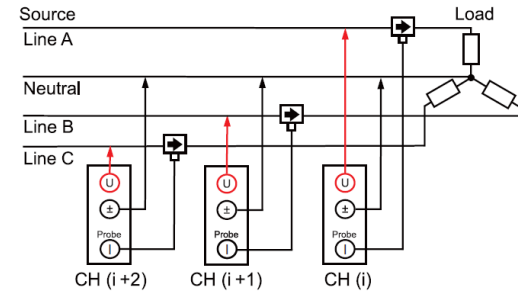 Source
Load
Line A
Neutral
Line B
Line C
U
U
U
±
±
±
Probe
Probe
Probe
I
I
I
CH (i +2)
CH (i +1)
CH (i)